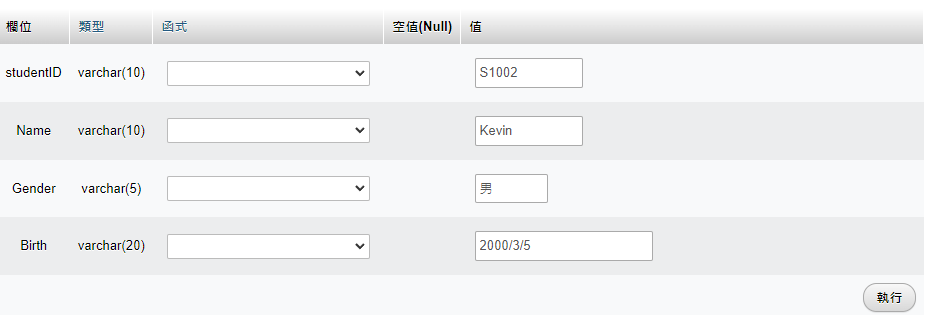 欄位 類型 函式 空值(Null) 值
studentID varchar(10) S1002
Name varchar(10) Kevin
Gender varchar(5) 男
Birth varchar(20) 2000/3/5
執行